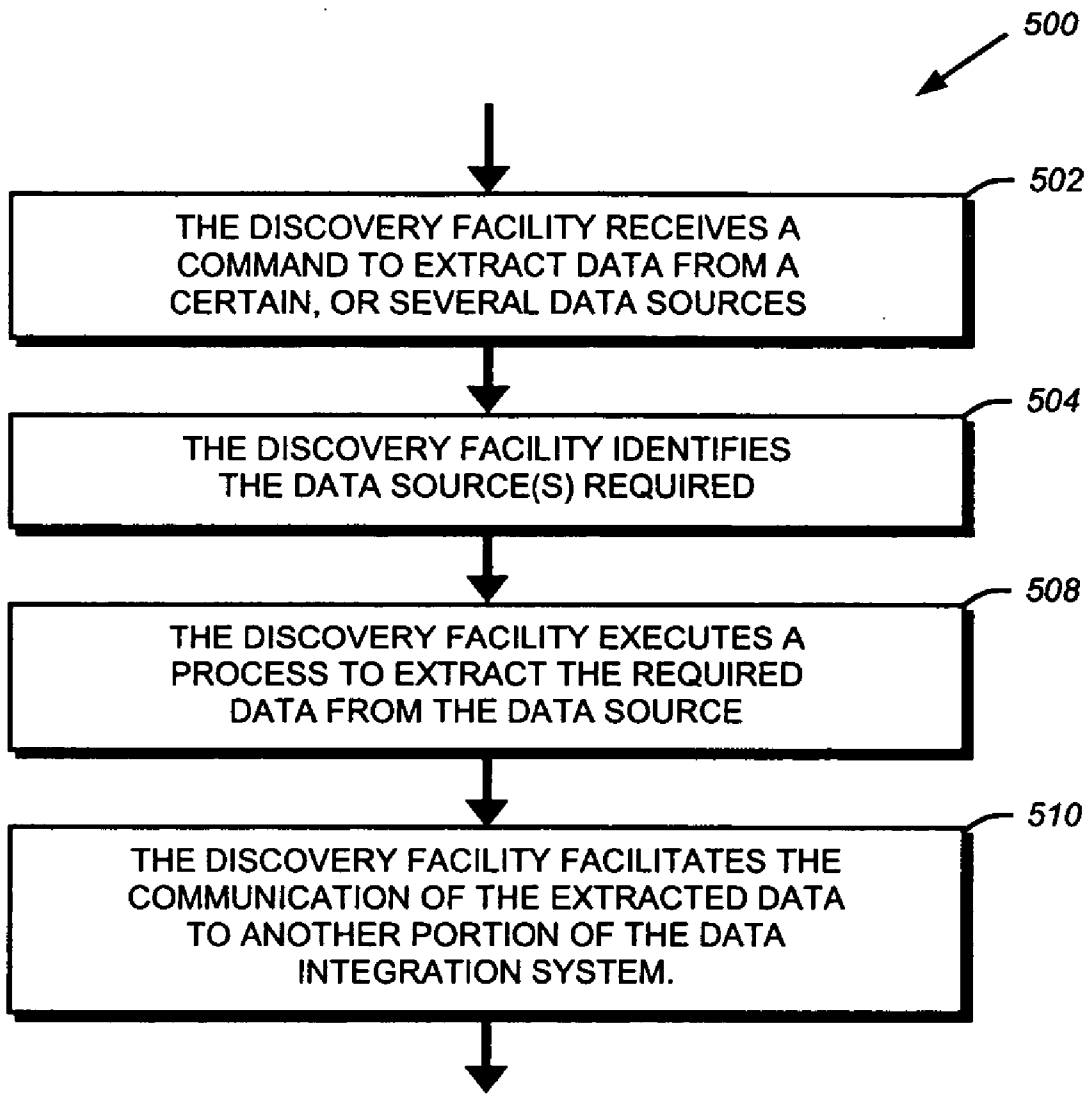 500
502
THE DISCOVERY FACILITY RECEIVES A
COMMAND TO EXTRACT DATA FROM A
CERTAIN, OR SEVERAL DATA SOURCES
504
THE DISCOVERY FACILITY IDENTIFIES
THE DATA SOURCE(S) REQUIRED
508
THE DISCOVERY FACILITY EXECUTES A
PROCESS TO EXTRACT THE REQUIRED
DATA FROM THE DATA SOURCE
510
THE DISCOVERY FACILITY FACILITATES THE
COMMUNICATION OF THE EXTRACTED DATA
TO ANOTHER PORTION OF THE DATA
INTEGRATION SYSTEM.